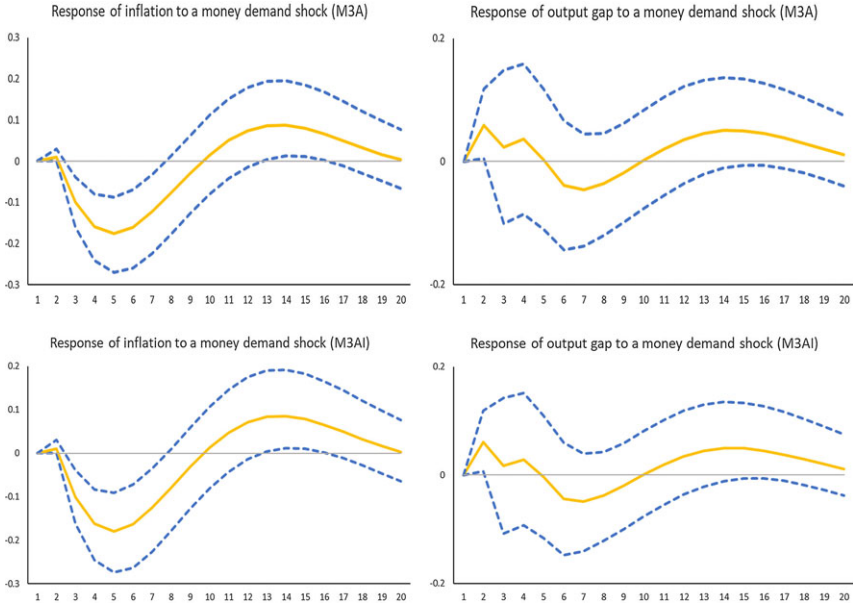 Response of inflation to a money demand shock (M3A)
0.3
0.2
0.1
0
-0.1
-0.2
-0.3
1 2 3 4 5 6 7 8 9 10 11 12 13 14 15 16 17 18 19 20
Response of output gap to a money demand shock (M3A)
0.2
0
-0.2
1 2 3 4 5 6 7 8 9 10 11 12 13 14 15 16 17 18 19 20
Response of inflation to a money demand shock (M3AI)
0.2
0.1
0
-0.1
-0.2
-0.3
1 2 3 4 5 6 7 8 9 10 11 12 13 14 15 16 17 18 19 20
Response of output gap to a money demand shock (M3AI)
0.2
0
-0.2
1 2 3 4 5 6 7 8 9 10 11 12 13 14 15 16 17 18 19 20